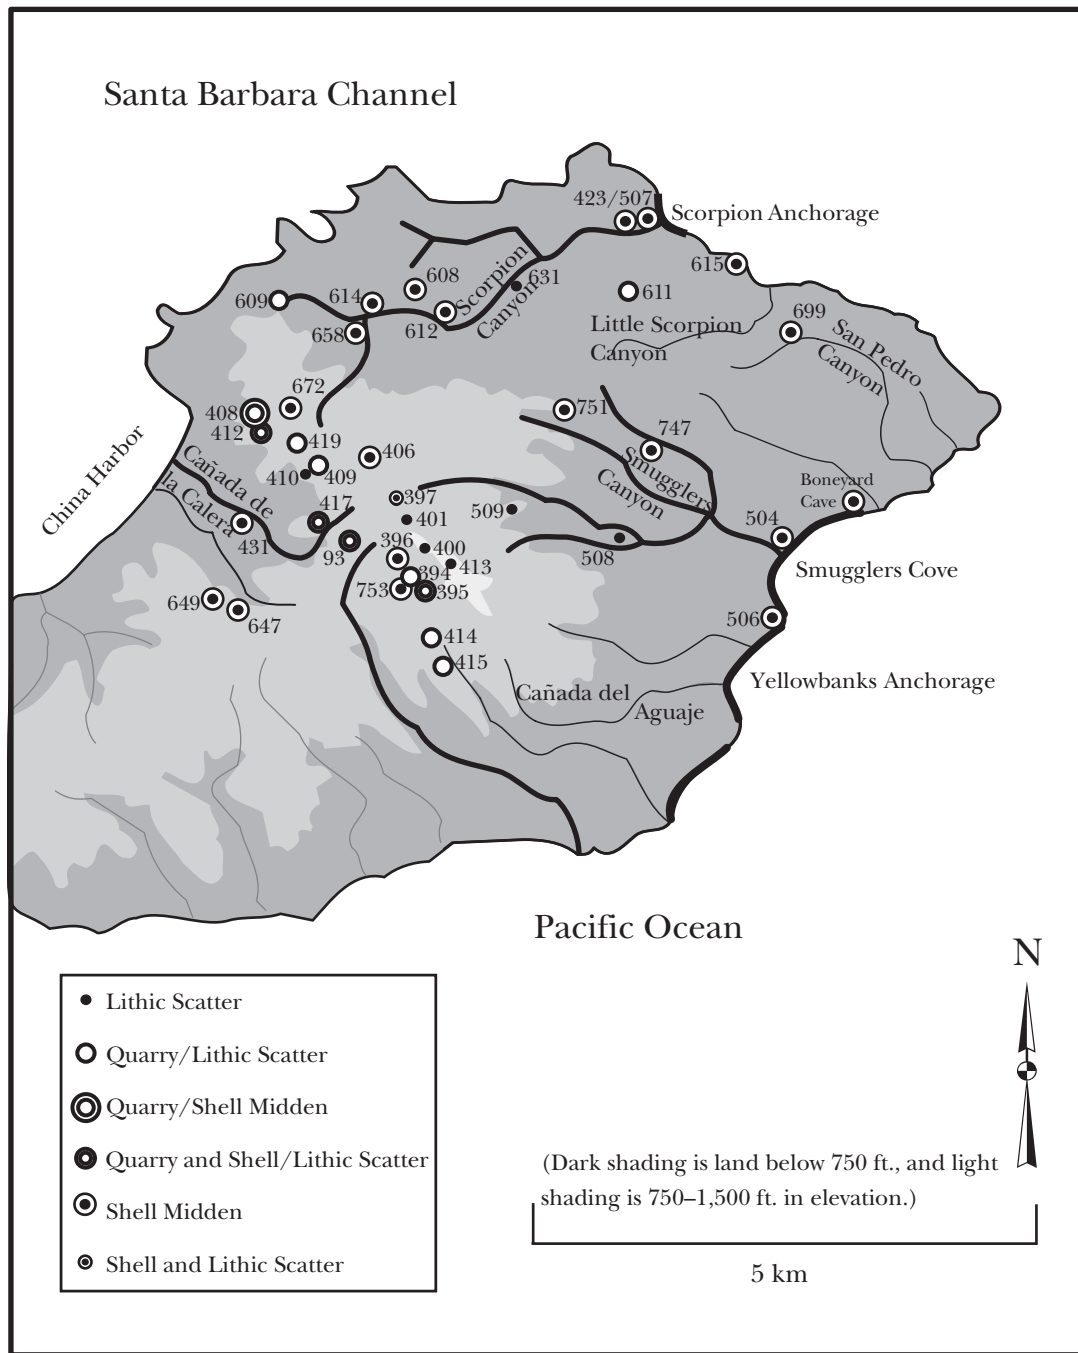 Santa Barbara Channel
423/507
Scorpion Anchorage
615
608
631
Scorpion
Canyon
609
614
611
612
658
Little Scorpion
Canyon
699
San Pedro
Canyon
672
408
412
751
747
419
406
Smugglers
Canyon
China Harbor
Cañada de
la Calera
410
409
Boneyard
Cave
397
417
401
509
431
93
396
400
504
508
413
394
Smugglers Cove
753
395
649
647
506
414
415
Yellowbanks Anchorage
Cañada del
Aguaje
Pacific Ocean
N
Lithic Scatter
Quarry/Lithic Scatter
Quarry/Shell Midden
Quarry and Shell/Lithic Scatter
Shell Midden
Shell and Lithic Scatter
(Dark shading is land below 750 ft., and light
shading is 750–1,500 ft. in elevation.)
5 km